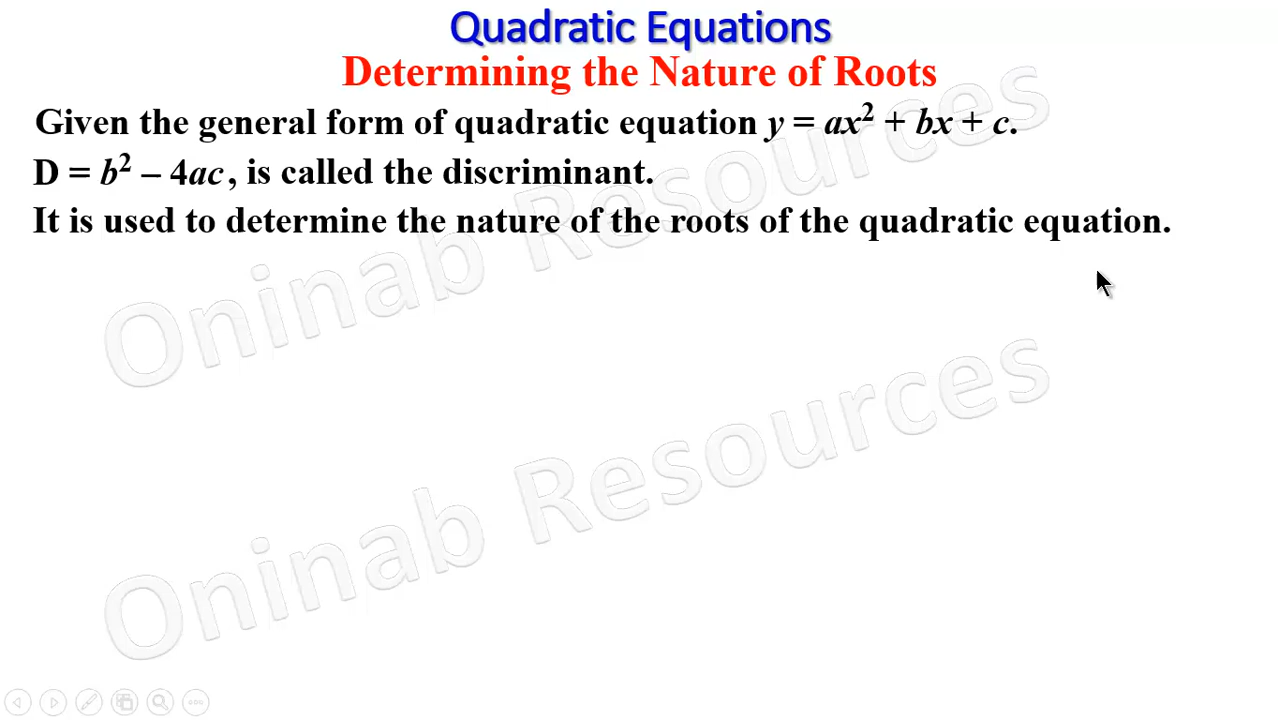 Quadratic Equations
Determining the Nature of Roots
Given the general form of quadratic equation y = ax² + bx + c.
D = b² – 4ac, is called the discriminant.
It is used to determine the nature of the roots of the quadratic equation.
Oninab Resources
Oninab Resources